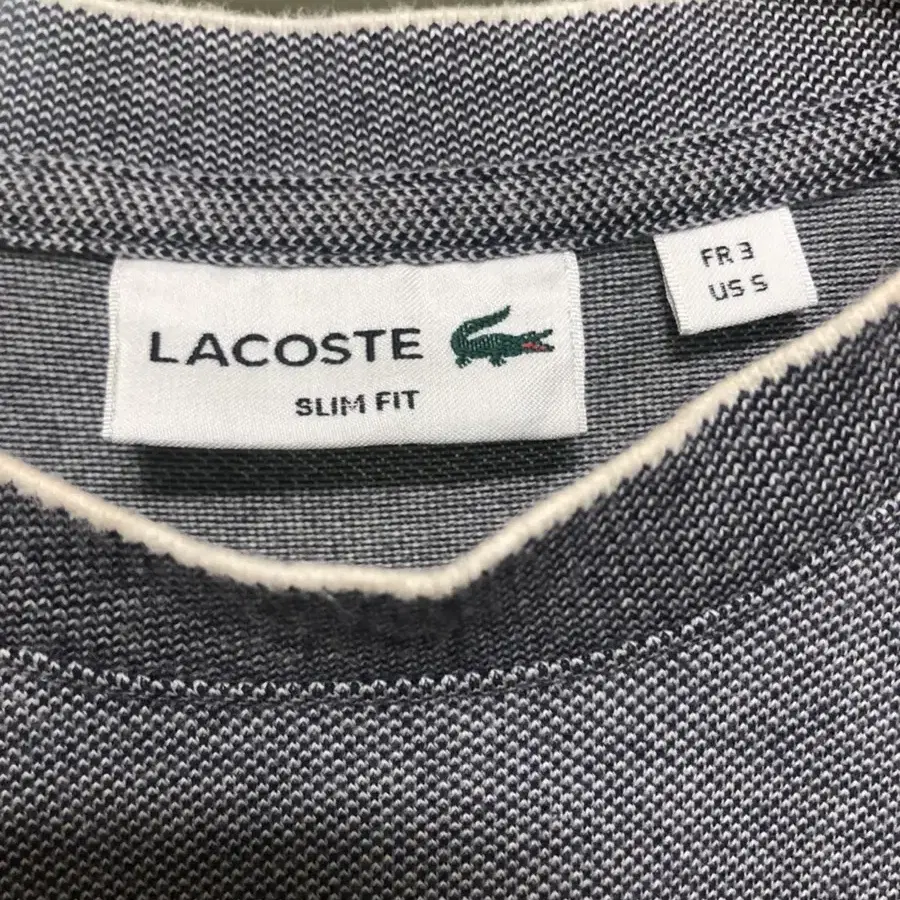 LACOSTE
SLIM FIT
FR 3
US S